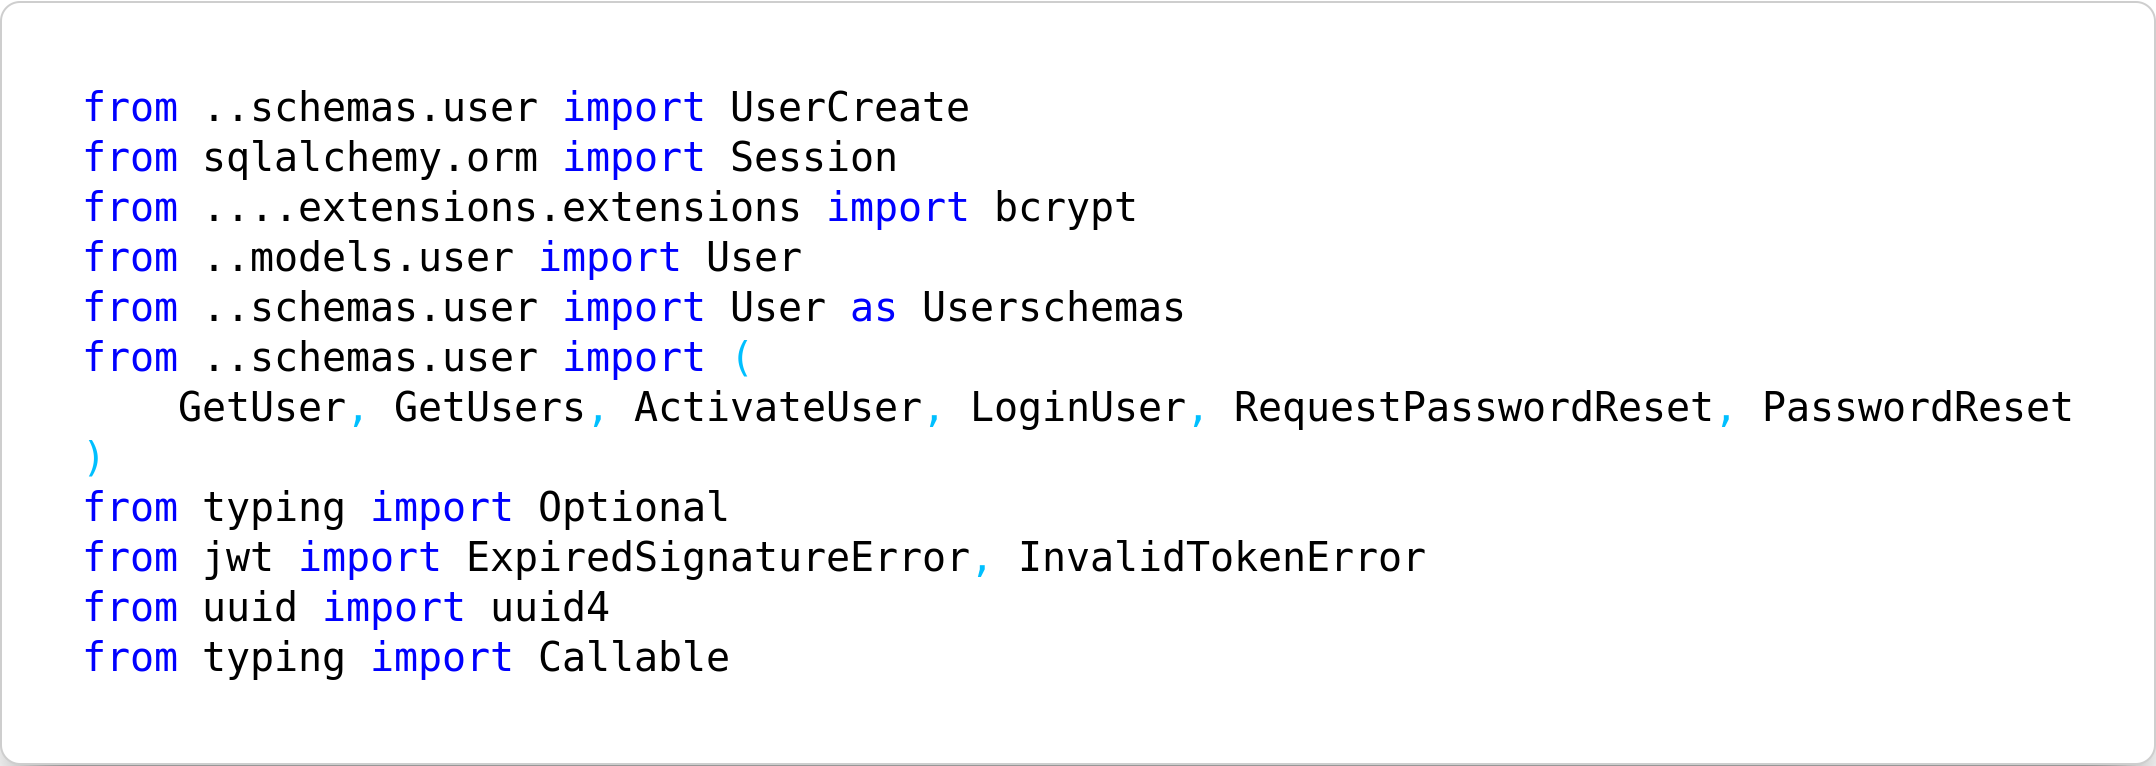 from ..schemas.user import UserCreate
from sqlalchemy.orm import Session
from ....extensions.extensions import bcrypt
from ..models.user import User
from ..schemas.user import User as Userschemas
from ..schemas.user import (
    GetUser, GetUsers, ActivateUser, LoginUser, RequestPasswordReset, PasswordReset
)
from typing import Optional
from jwt import ExpiredSignatureError, InvalidTokenError
from uuid import uuid4
from typing import Callable